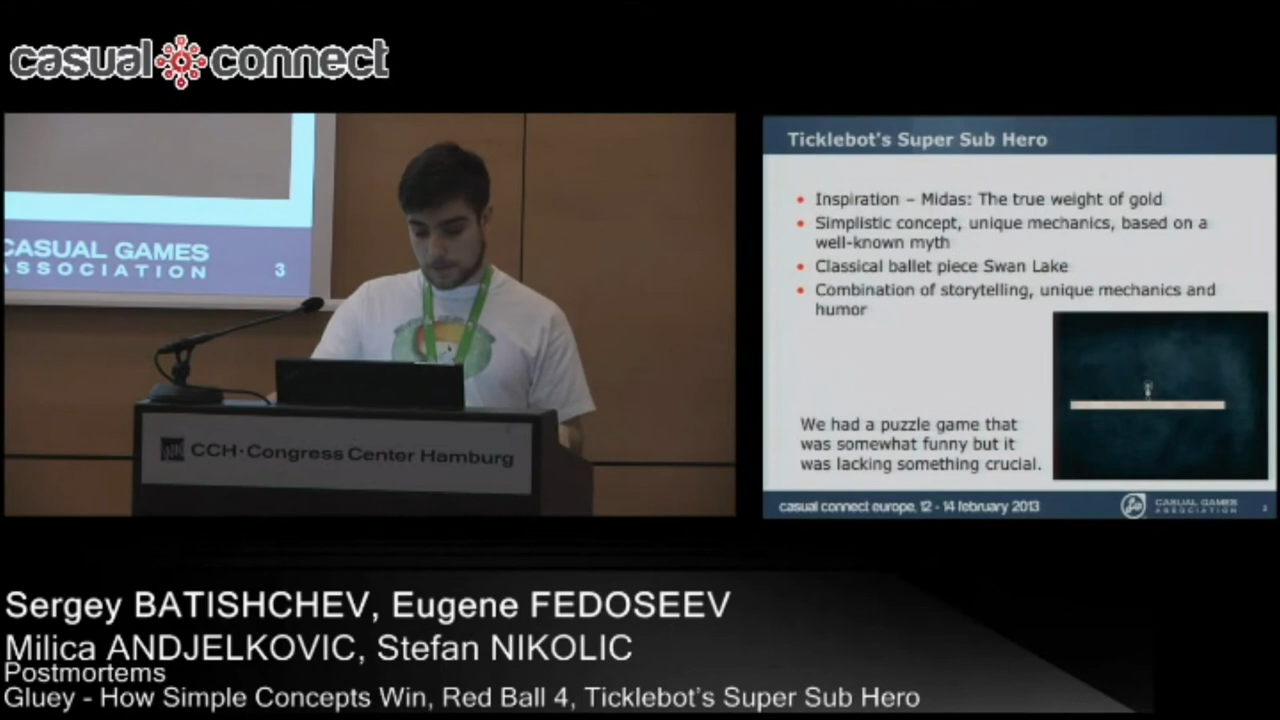 casual connect
CASUAL GAMES
ASSOCIATION
3
CCH·Congress Center Hamburg
Ticklebot's Super Sub Hero
• Inspiration – Midas: The true weight of gold
• Simplistic concept, unique mechanics, based on a
well-known myth
• Classical ballet piece Swan Lake
• Combination of storytelling, unique mechanics and
humor
We had a puzzle game that
was somewhat funny but it
was lacking something crucial.
casual connect europe, 12 - 14 february 2013
CASUAL GAMES
ASSOCIATION
Sergey BATISHCHEV, Eugene FEDOSEEV
Milica ANDJELKOVIC, Stefan NIKOLIC
Postmortems
Gluey - How Simple Concepts Win, Red Ball 4, Ticklebot's Super Sub Hero